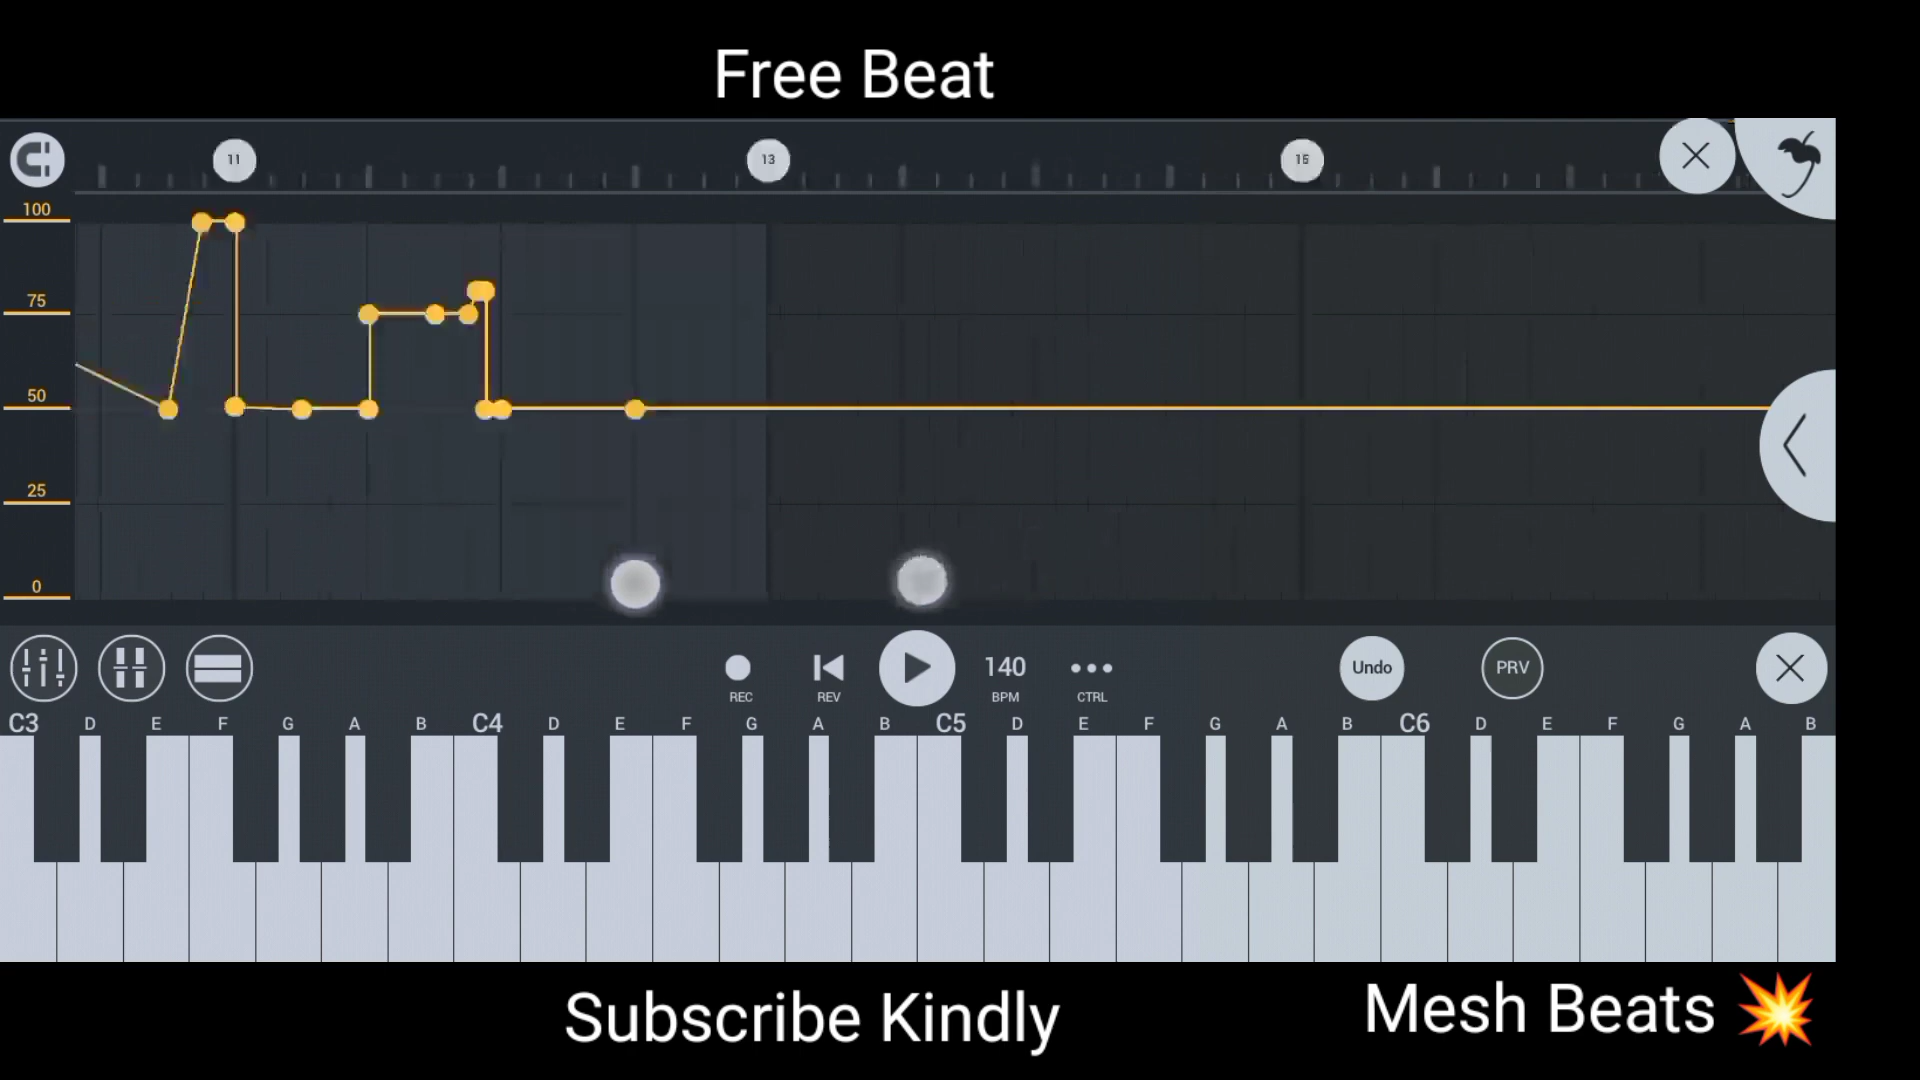 Free Beat
11 13 15
100
75
50
25
0
140 Undo PRV
REC REV BPM CTRL
C3 D E F G A B C4 D E F G A B C5 D E F G A B C6 D E F G A B
Subscribe Kindly
Mesh Beats 💥